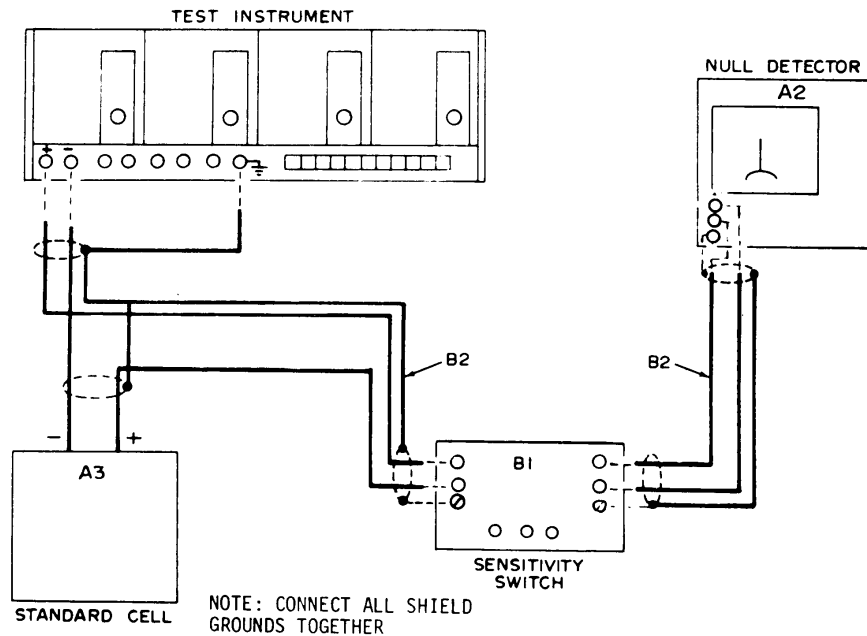 TEST INSTRUMENT
NULL DETECTOR
A2
+ −
B2
B2
− +
A3
B1
SENSITIVITY
SWITCH
STANDARD CELL
NOTE: CONNECT ALL SHIELD
GROUNDS TOGETHER